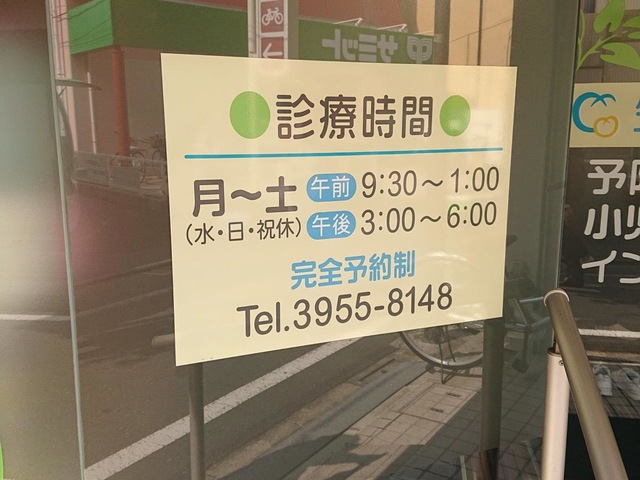 診療時間
月〜土 午前 9:30〜1:00
(水・日・祝休) 午後 3:00〜6:00
完全予約制
Tel.3955-8148